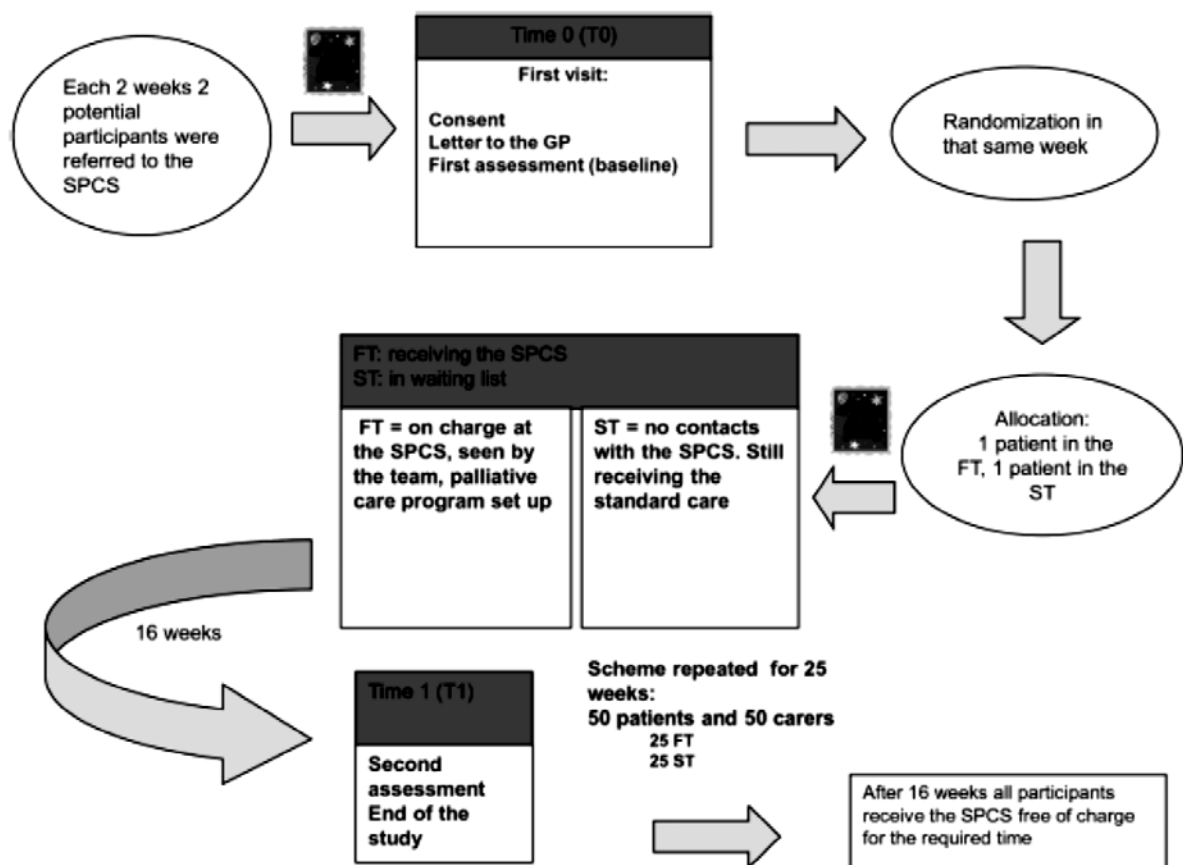 Each 2 weeks 2
potential
participants were
referred to the
SPCS
Time 0 (T0)
First visit:
Consent
Letter to the GP
First assessment (baseline)
Randomization in
that same week
Allocation:
1 patient in the
FT, 1 patient in the
ST
FT: receiving the SPCS
ST: in waiting list
FT = on charge at
the SPCS, seen by
the team, palliative
care program set up
ST = no contacts
with the SPCS. Still
receiving the
standard care
16 weeks
Time 1 (T1)
Second
assessment
End of the
study
Scheme repeated for 25
weeks:
50 patients and 50 carers
25 FT
25 ST
After 16 weeks all participants
receive the SPCS free of charge
for the required time